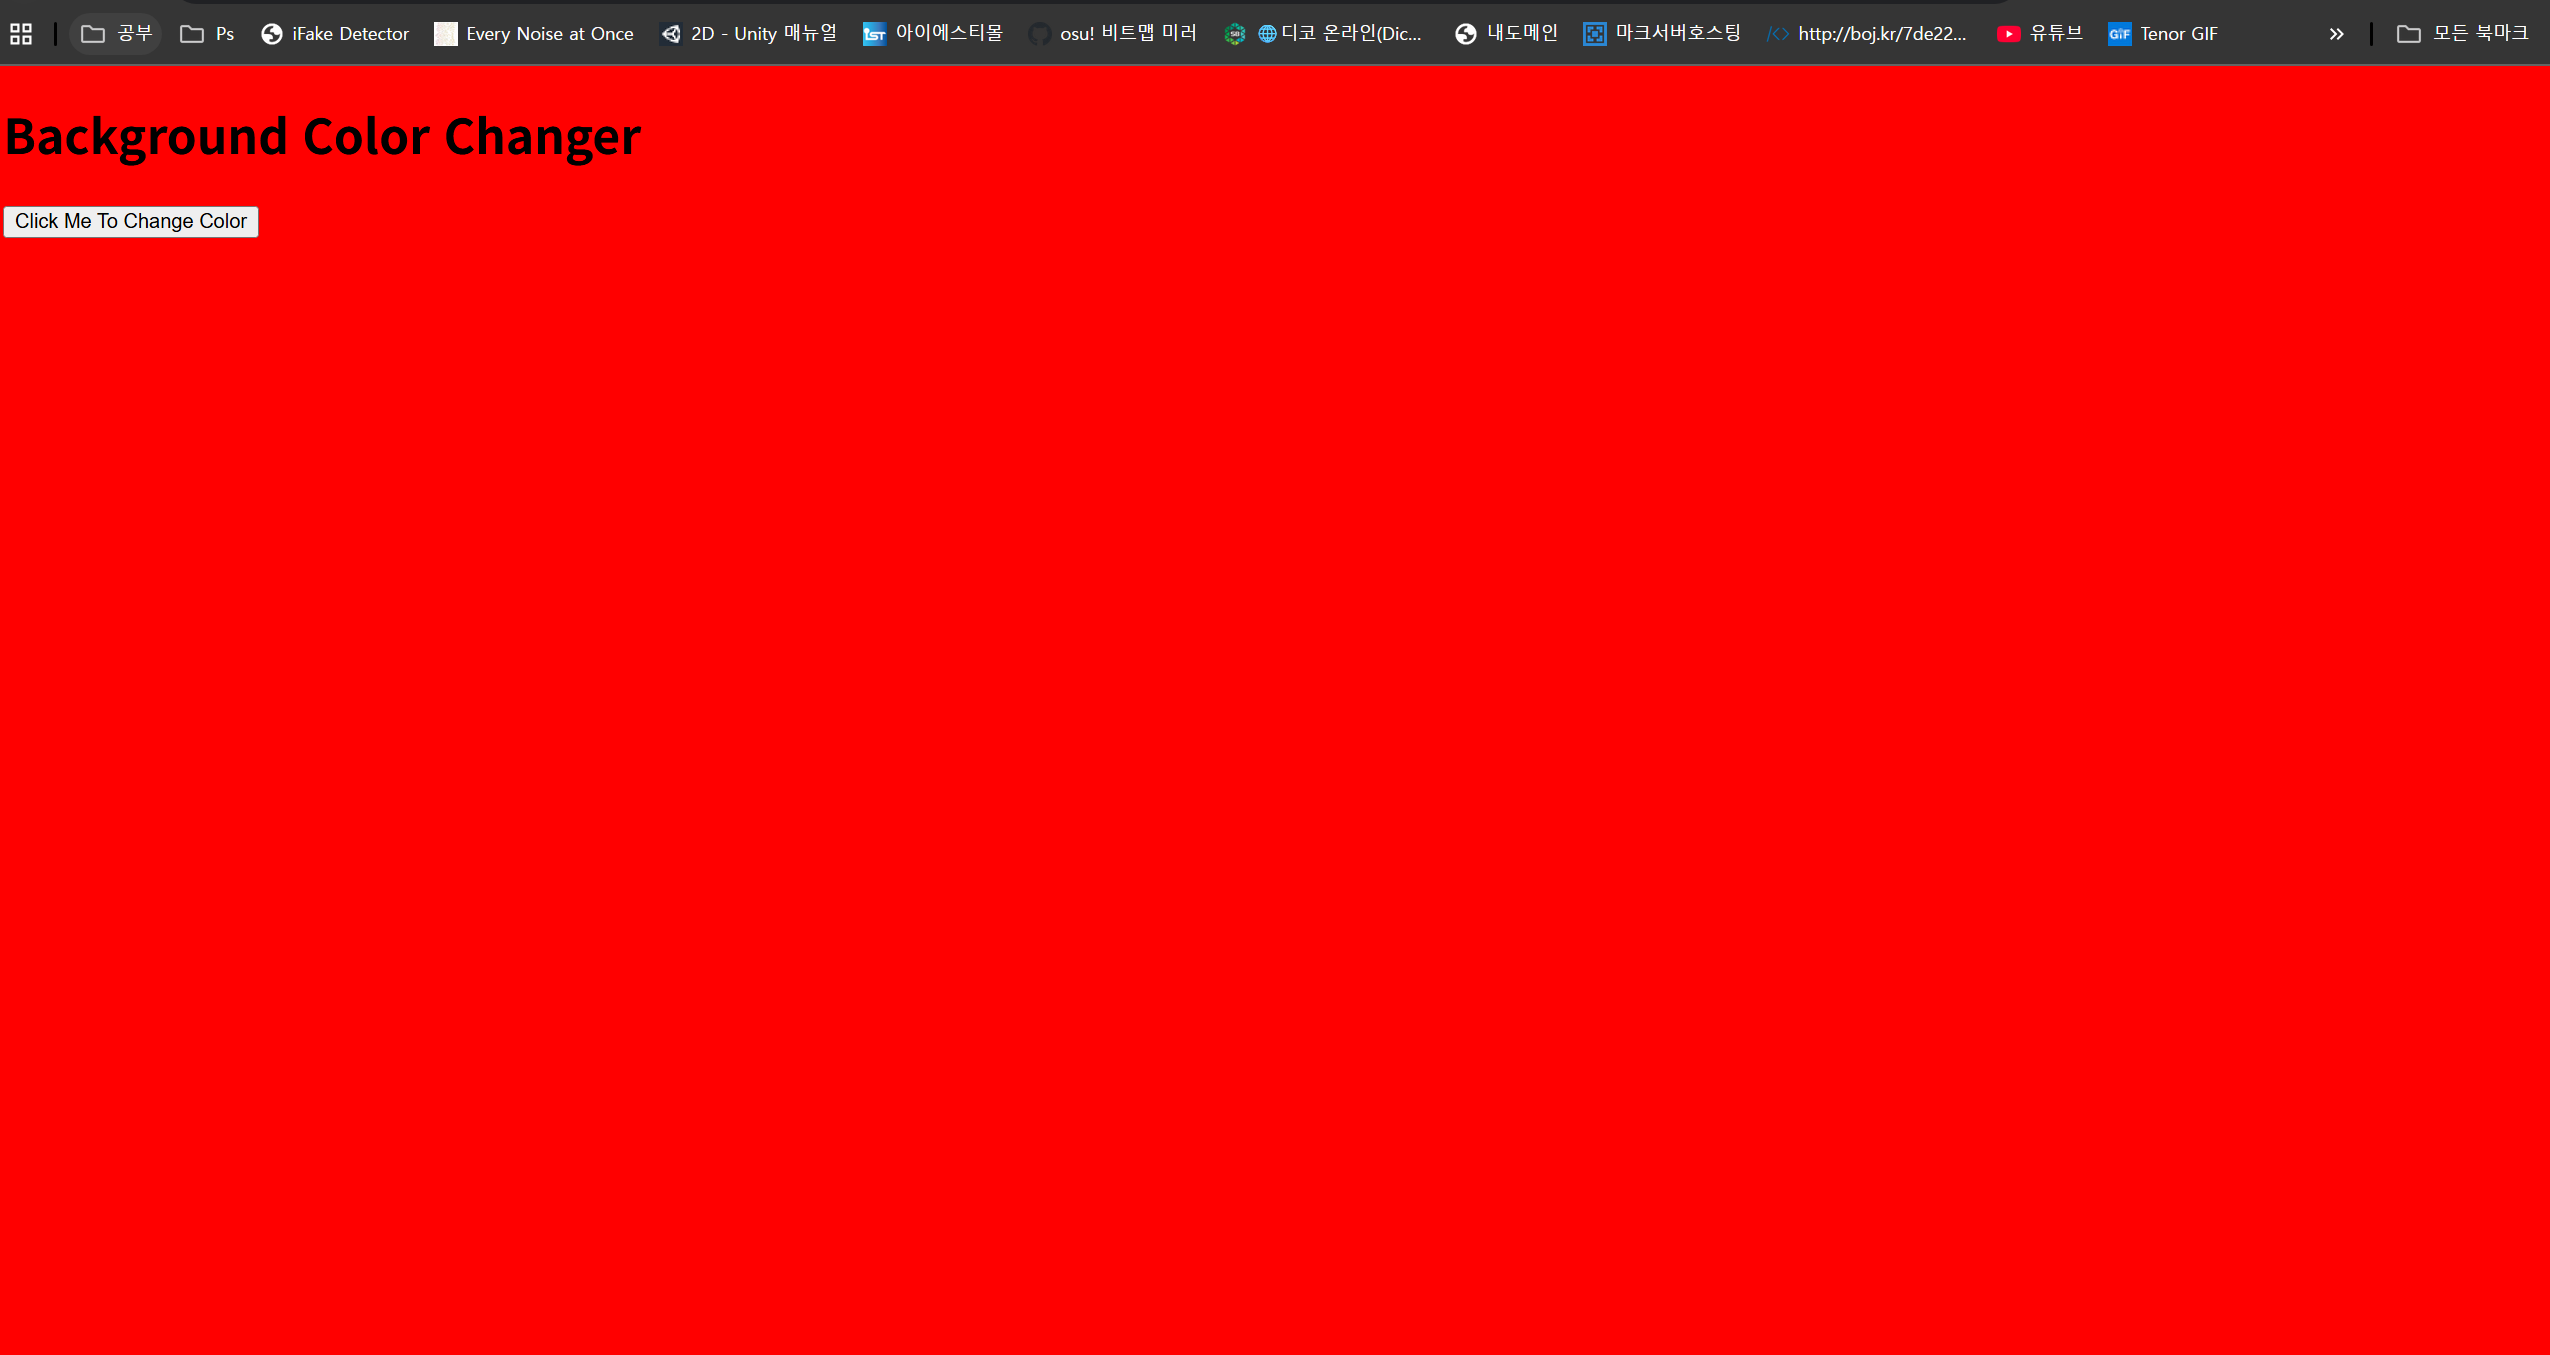 공부 Ps iFake Detector Every Noise at Once 2D - Unity 매뉴얼 아이에스티몰 osu! 비트맵 미러 디코 온라인(Dic... 내도메인 마크서버호스팅 http://boj.kr/7de22... 유튜브 GIF Tenor GIF » 모든 북마크
Background Color Changer
Click Me To Change Color